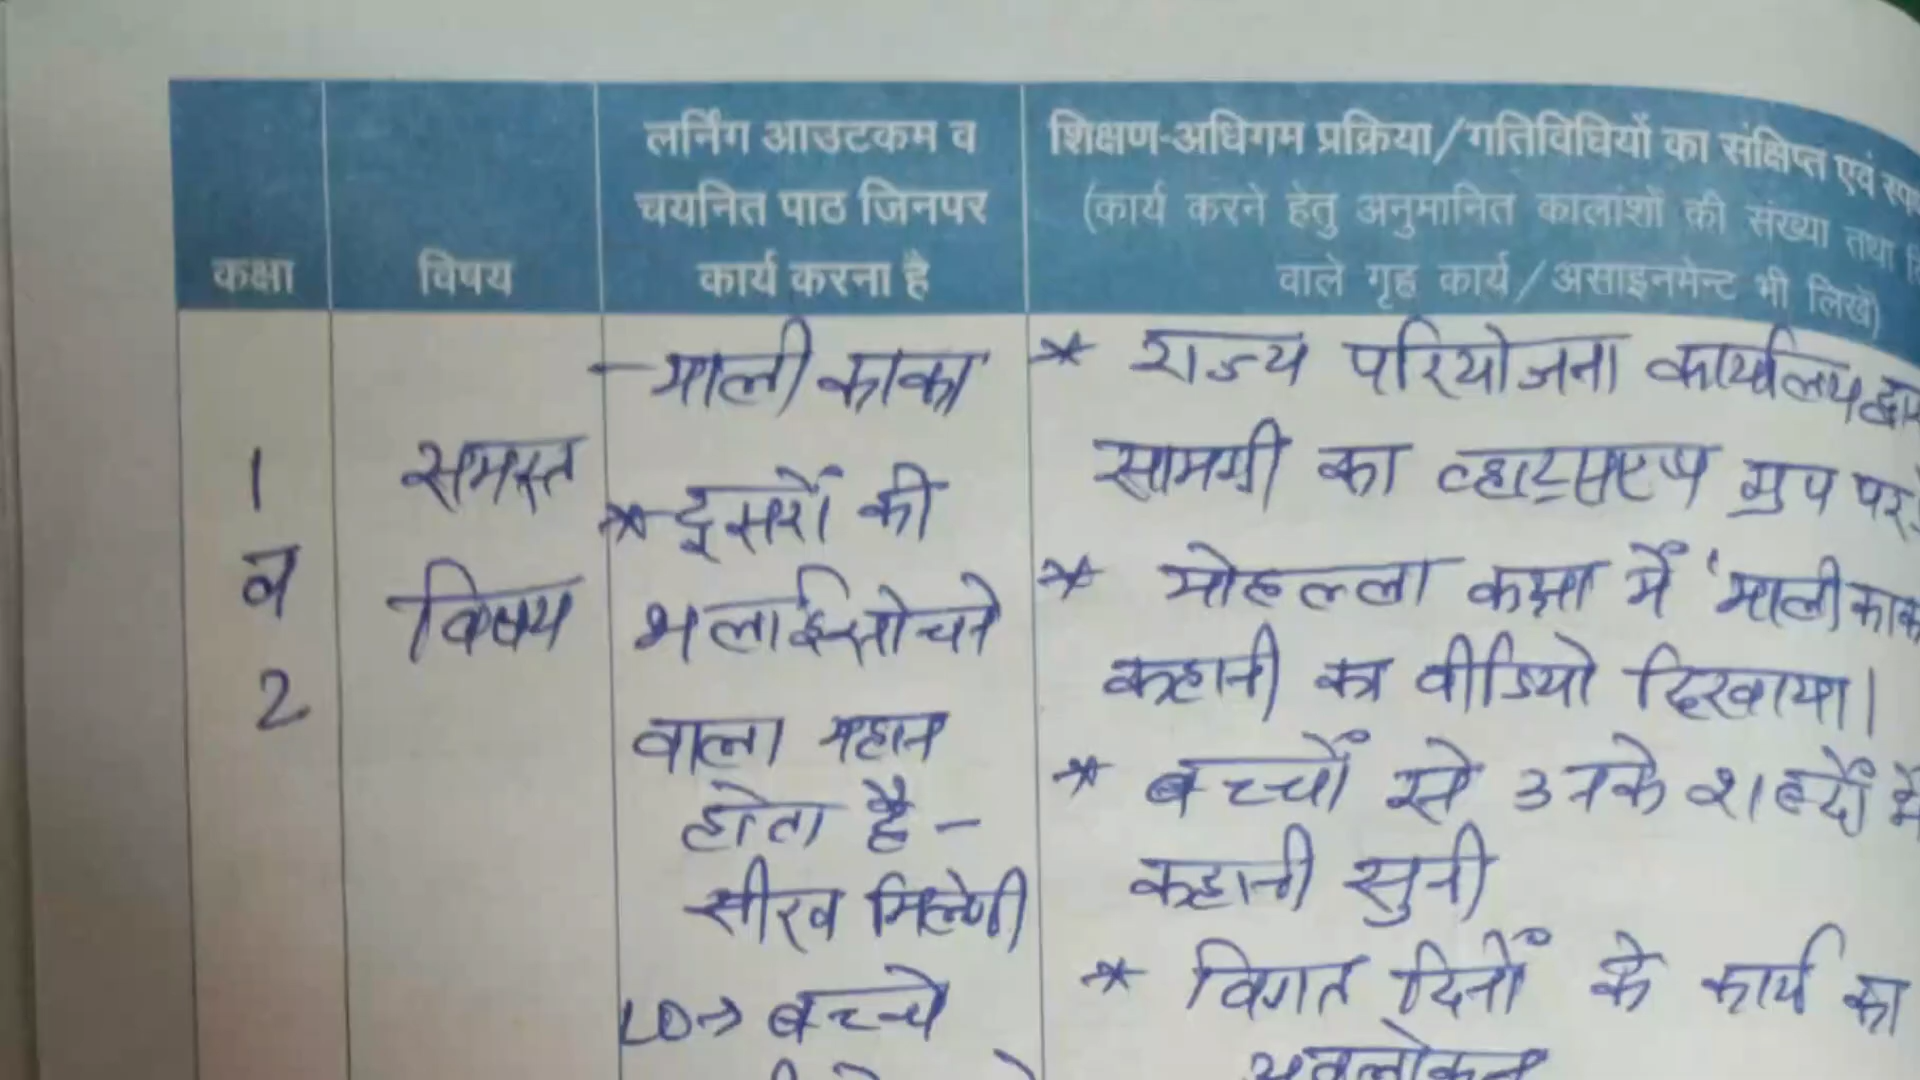 कक्षा
विषय
लर्निंग आउटकम व
चयनित पाठ जिनपर
कार्य करना है
शिक्षण-अधिगम प्रक्रिया/गतिविधियों का संक्षिप्त एवं
(कार्य करने हेतु अनुमानित कालांशों की संख्या तथा
वाले गृह कार्य/असाइनमेन्ट भी लिखें)
1
व
2
समस्त
विषय
- माली काका
* दूसरों की
भलाई सोचने
वाला महान
होता है -
सीख मिलेगी
LO→ बच्चे
* राज्य परियोजना कार्यालय
सामग्री का व्हाट्सएप ग्रुप पर
* मोहल्ला कक्षा में 'माली
कहानी का वीडियो दिखाया।
* बच्चों से उनके शब्दों में
कहानी सुनी
* विगत दिनों के कार्य का
अवलोकन